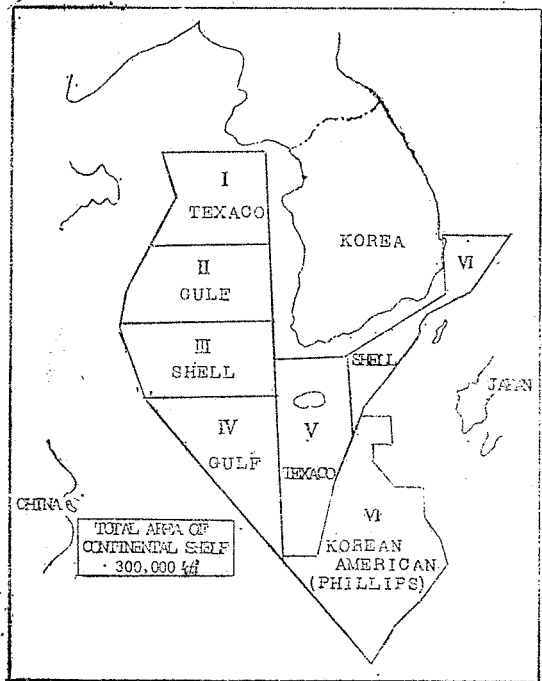 I
TEXACO
KOREA
VI
II
GULE
III
SHELL
SHELL
JAPAN
IV
GULF
V
TEXACO
CHINA
TOTAL AREA OF
CONTINENTAL SHELF
300,000
VI
KOREAN
AMERICAN
(PHILLIPS)